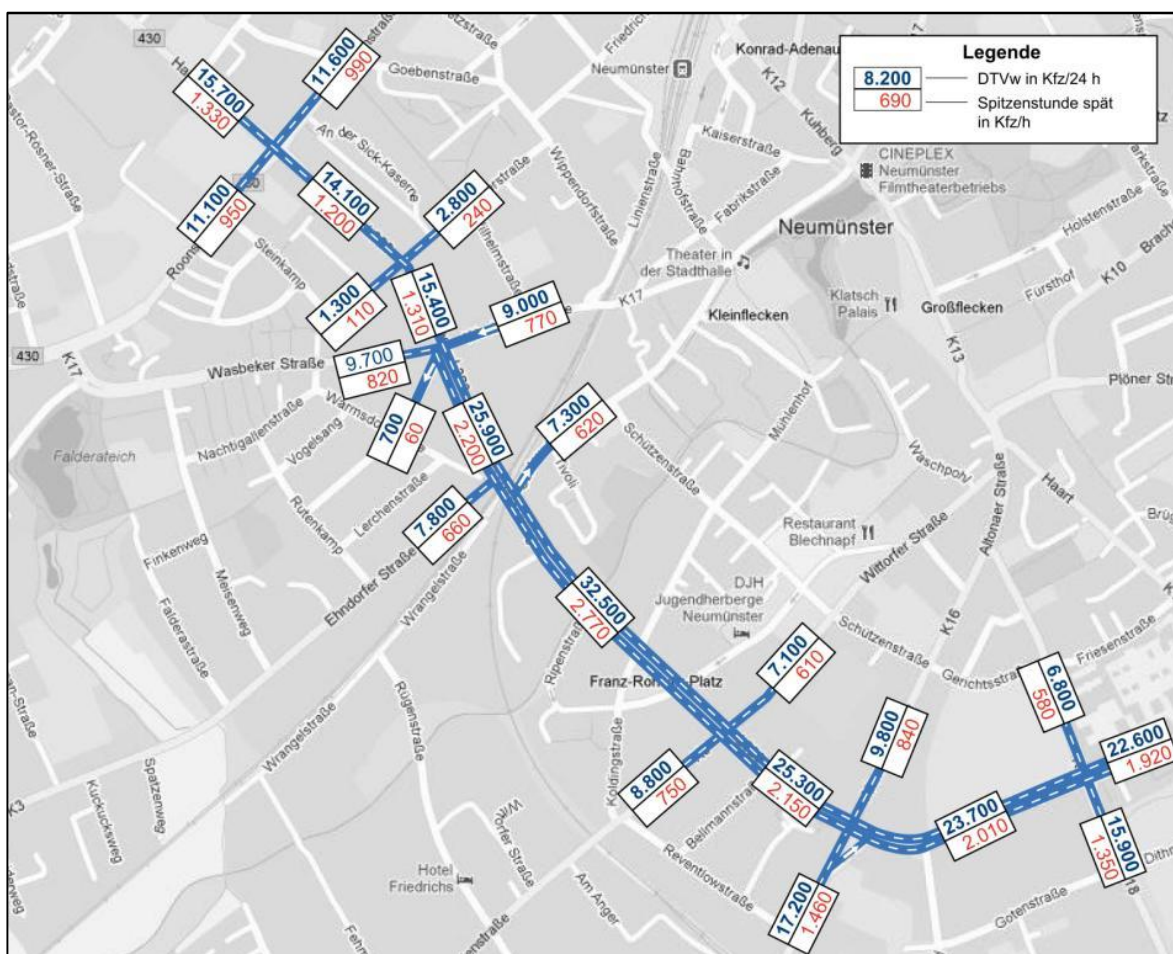 Legende
8.200
690
DTVw in Kfz/24 h
Spitzenstunde spät
in Kfz/h
430
15.700
1.330
11.600
990
11.100
950
14.100
1.200
2.800
240
1.300
110
15.400
1.310
9.000
770
9.700
820
700
60
25.900
2.200
7.300
620
7.800
660
32.500
2.770
7.100
610
8.800
750
25.300
2.150
9.800
840
17.200
1.460
23.700
2.010
6.800
580
22.600
1.920
15.900
1.350
Goebenstraße
An der Sick-Kaserne
Steinkamp
Wippendorfstraße
Linienstraße
Bahnhofstraße
Neumünster
Konrad-Adenau
K12
Kuhberg
Kaiserstraße
Fabrikstraße
CINEPLEX
Neumünster
Filmtheaterbetriebs
Neumünster
Holstenstraße
K10
Fürsthof
Theater in
der Stadthalle
K17
Kleinflecken
Klatsch
Palais
Großflecken
K13
Plöner Str
430
K17
Wasbeker Straße
Falderateich
Nachtigallenstraße
Vogelsang
Rutenkamp
Lerchenstraße
Tivoli
Schützenstraße
Mühlenhof
Waschpohl
Haart
Altonaer Straße
Restaurant
Blechnapf
Wittorfer Straße
DJH
Jugendherberge
Neumünster
Schützenstraße
K16
Friesenstraße
Finkenweg
Meisenweg
Falderastraße
Ehndorfer Straße
Wrangelstraße
Wrangelstraße
Rügenstraße
Koldingstraße
Bellmannstraße
Reventlowstraße
Am Anger
Gotenstraße
K3
Spatzenweg
Kuckucksweg
Hotel
Friedrichs